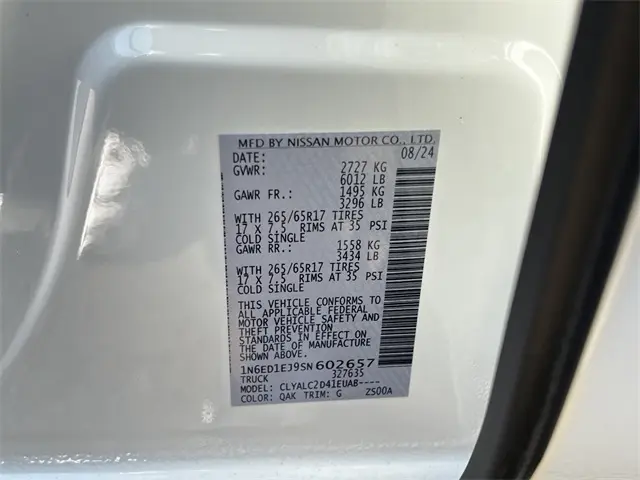 MFD BY NISSAN MOTOR CO., LTD.
DATE: 08/24
GVWR: 2727 KG
6012 LB
GAWR FR.: 1495 KG
3296 LB
WITH 265/65R17 TIRES
17 X 7.5 RIMS AT 35 PSI
COLD SINGLE
GAWR RR.: 1558 KG
3434 LB
WITH 265/65R17 TIRES
17 X 7.5 RIMS AT 35 PSI
COLD SINGLE
THIS VEHICLE CONFORMS TO
ALL APPLICABLE FEDERAL
MOTOR VEHICLE SAFETY AND
THEFT PREVENTION
STANDARDS IN EFFECT ON
THE DATE OF MANUFACTURE
SHOWN ABOVE.
1N6ED1EJ9SN602657
TRUCK 327635
MODEL: CLYALC2D41EUAB----
COLOR: QAK TRIM: G ZS00A